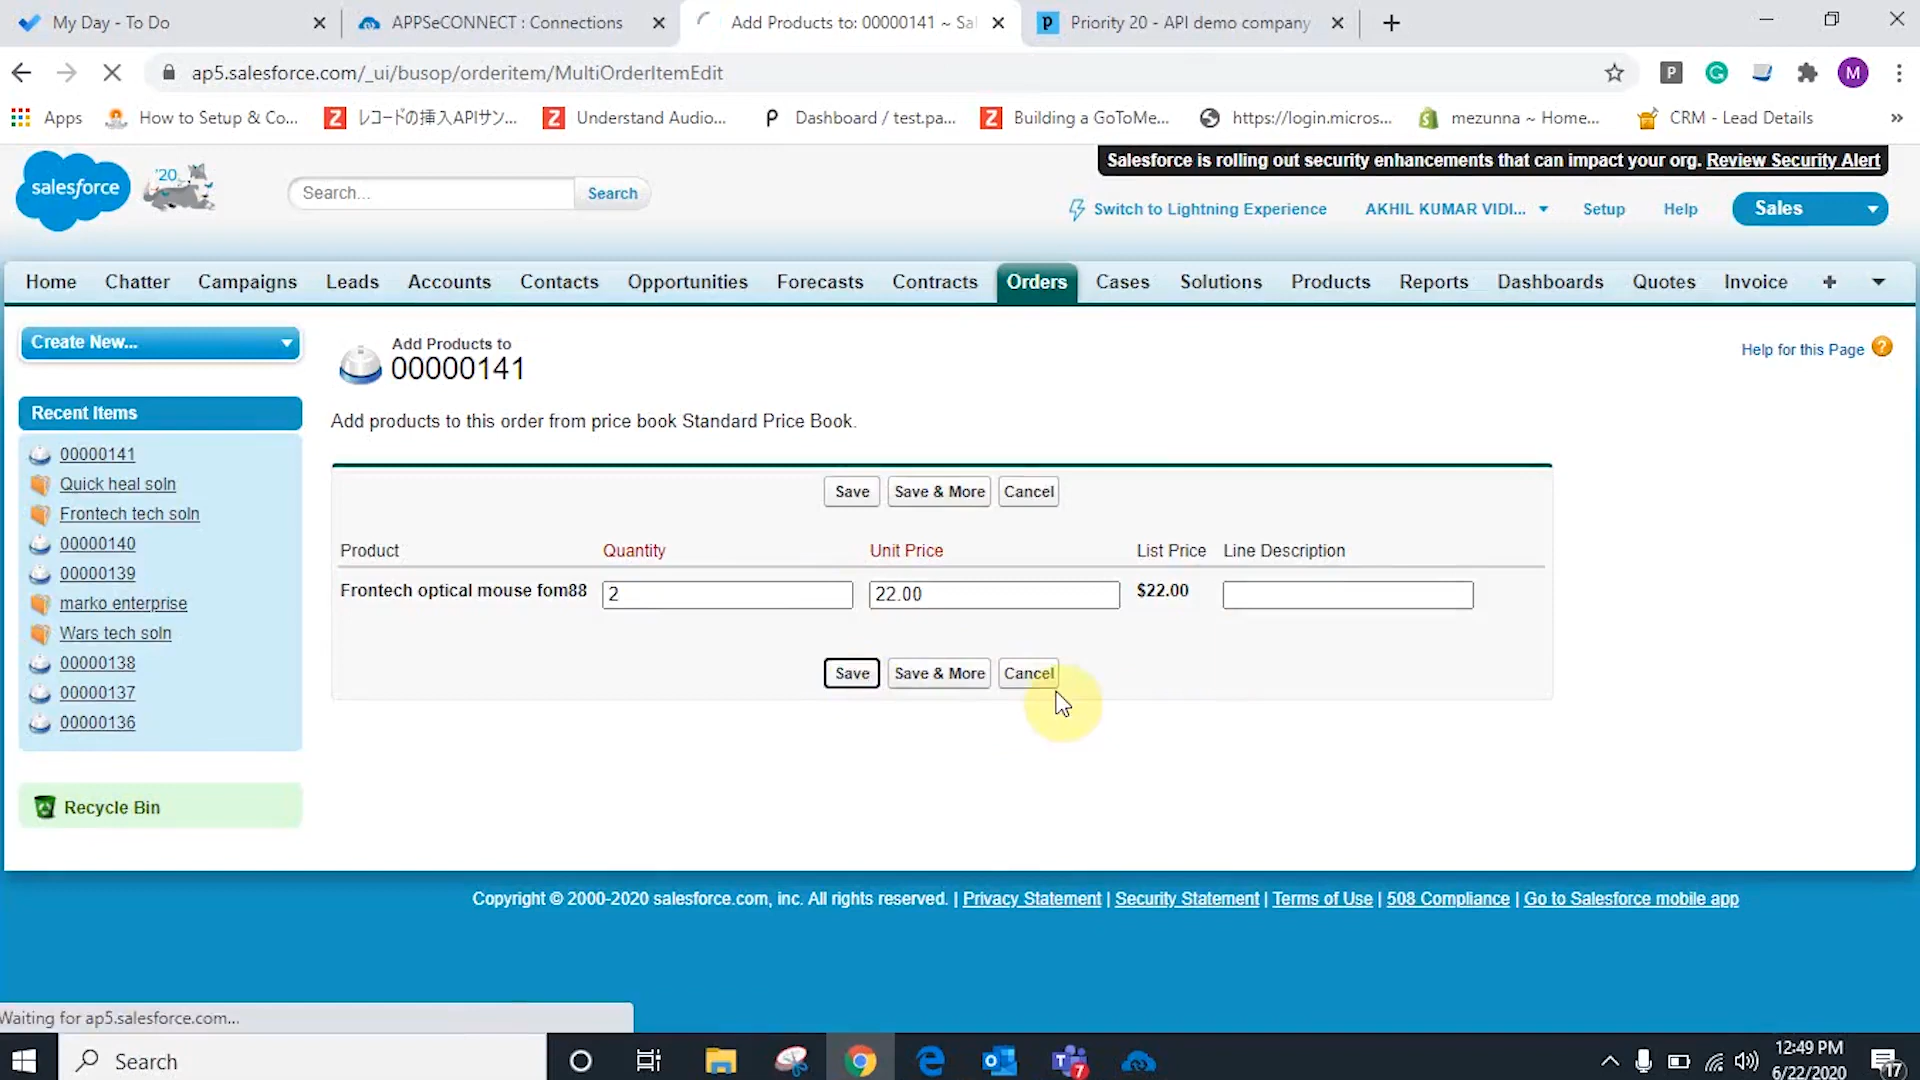 My Day - To Do
APPSeCONNECT : Connections
Add Products to: 00000141 ~ Sal
Priority 20 - API demo company
ap5.salesforce.com/_ui/busop/orderitem/MultiOrderItemEdit
P
M
Apps
How to Setup & Co...
レコードの挿入APIサン...
Understand Audio...
Dashboard / test.pa...
Building a GoToMe...
https://login.micros...
mezunna ~ Home...
CRM - Lead Details
Salesforce is rolling out security enhancements that can impact your org. Review Security Alert
salesforce
'20
Search...
Search
Switch to Lightning Experience
AKHIL KUMAR VIDI...
Setup
Help
Sales
Home
Chatter
Campaigns
Leads
Accounts
Contacts
Opportunities
Forecasts
Contracts
Orders
Cases
Solutions
Products
Reports
Dashboards
Quotes
Invoice
Create New...
Add Products to
00000141
Help for this Page
Recent Items
00000141
Quick heal soln
Frontech tech soln
00000140
00000139
marko enterprise
Wars tech soln
00000138
00000137
00000136
Recycle Bin
Add products to this order from price book Standard Price Book.
Save
Save & More
Cancel
Product
Quantity
Unit Price
List Price
Line Description
Frontech optical mouse fom88
2
22.00
$22.00
Save
Save & More
Cancel
Copyright © 2000-2020 salesforce.com, inc. All rights reserved. | Privacy Statement | Security Statement | Terms of Use | 508 Compliance | Go to Salesforce mobile app
Waiting for ap5.salesforce.com...
Search
7
12:49 PM
6/22/2020
17